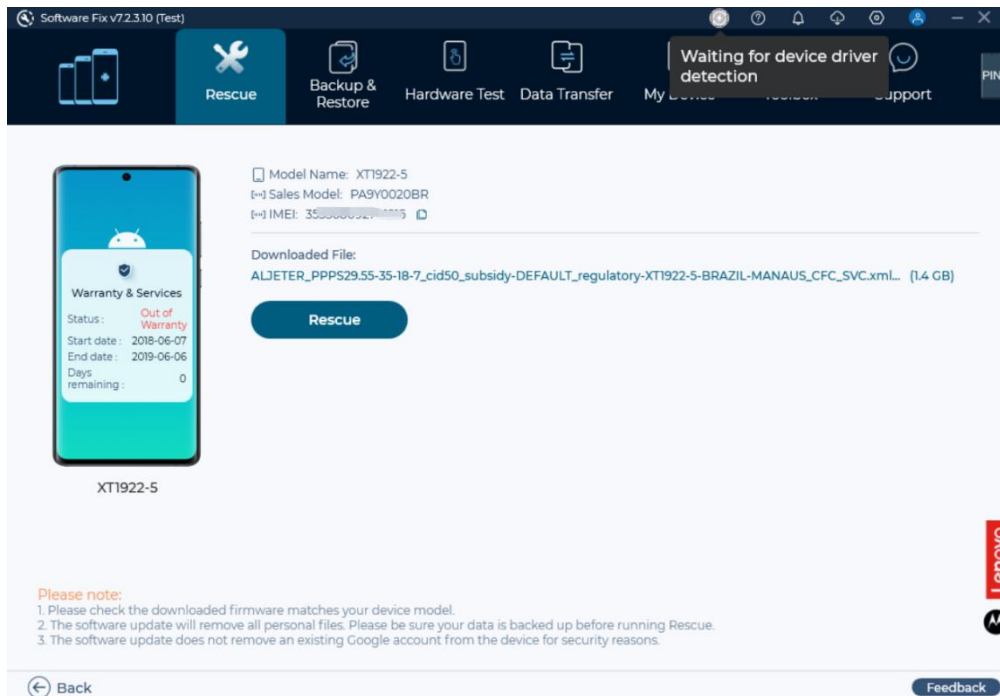 Software Fix v7.2.3.10 (Test)
Waiting for device driver
detection
Rescue
Backup &
Restore
Hardware Test
Data Transfer
My
PIN
Model Name: XT1922-5
Sales Model: PA9Y0020BR
IMEI:
Downloaded File:
ALJETER_PPPS29.55-35-18-7_cid50_subsidy-DEFAULT_regulatory-XT1922-5-BRAZIL-MANAUS_CFC_SVC.xml... (1.4 GB)
Rescue
Warranty & Services
Status: Out of
Warranty
Start date: 2018-06-07
End date: 2019-06-06
Days
remaining: 0
XT1922-5
Lenovo
Please note:
1. Please check the downloaded firmware matches your device model.
2. The software update will remove all personal files. Please be sure your data is backed up before running Rescue.
3. The software update does not remove an existing Google account from the device for security reasons.
Back
Feedback